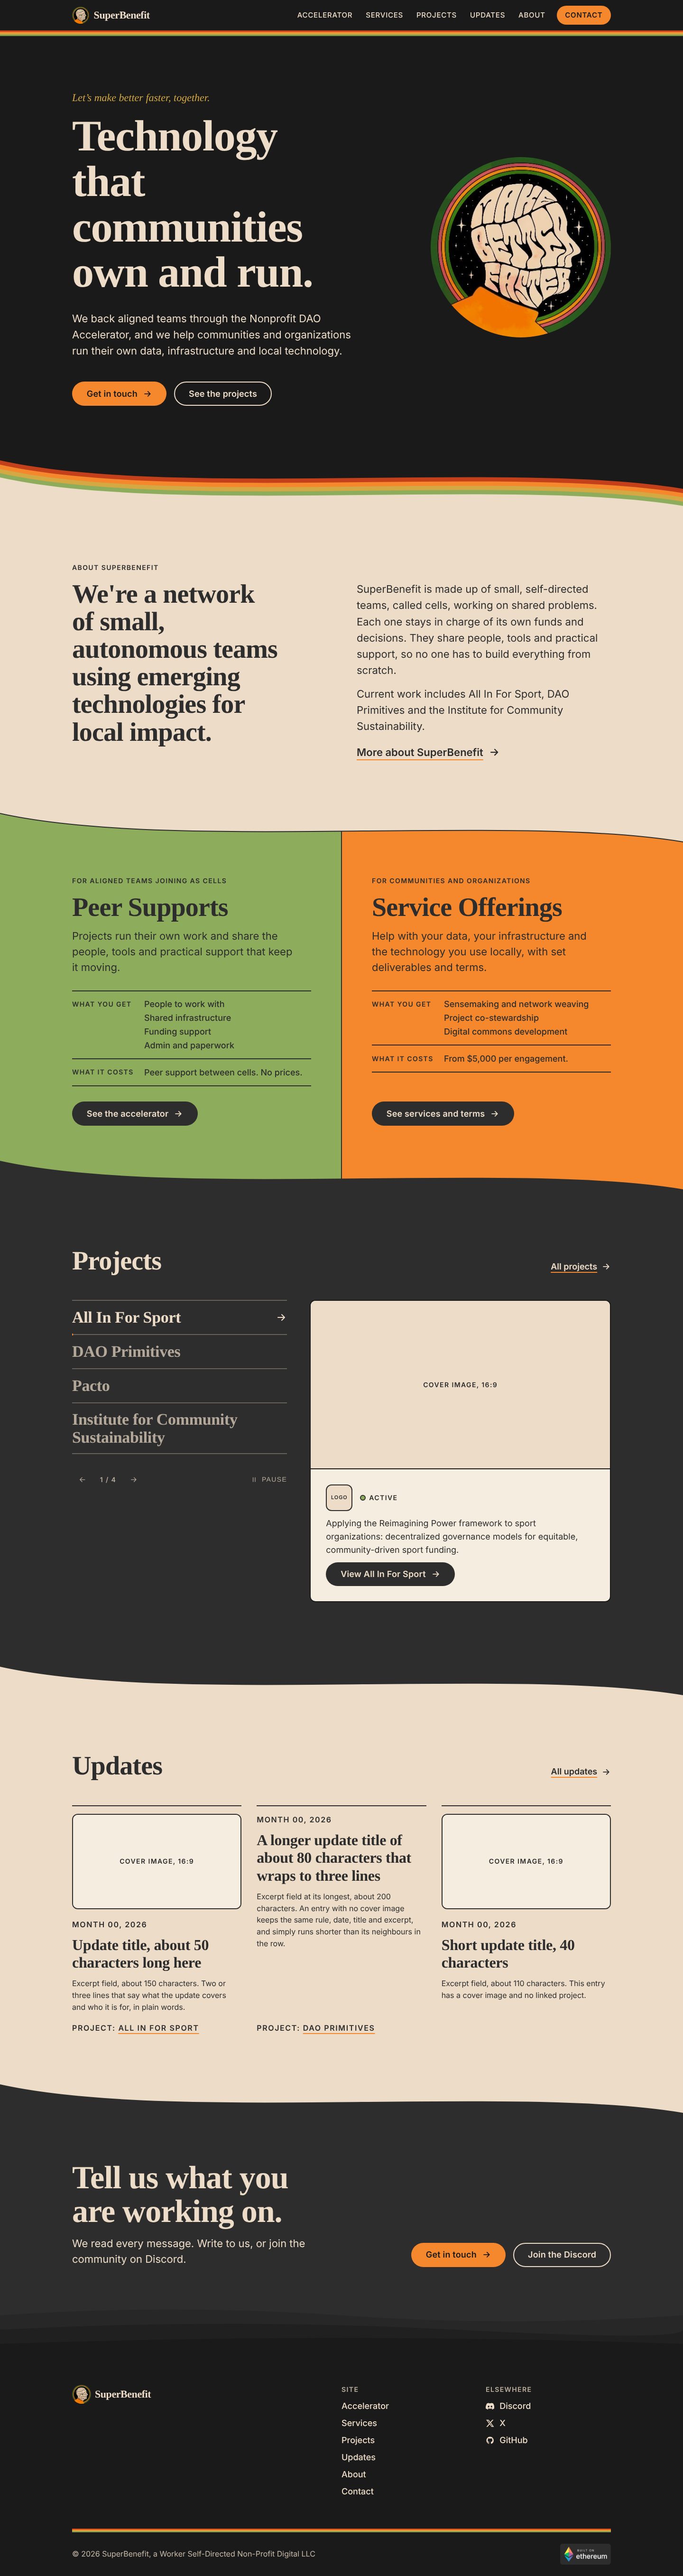 SuperBenefit
ACCELERATOR SERVICES PROJECTS UPDATES ABOUT CONTACT
Let's make better faster, together.
Technology
that
communities
own and run.
MAKE
BETTER
FASTER
We back aligned teams through the Nonprofit DAO
Accelerator, and we help communities and organizations
run their own data, infrastructure and local technology.
Get in touch →
See the projects
ABOUT SUPERBENEFIT
We're a network
of small,
autonomous teams
using emerging
technologies for
local impact.
SuperBenefit is made up of small, self-directed
teams, called cells, working on shared problems.
Each one stays in charge of its own funds and
decisions. They share people, tools and practical
support, so no one has to build everything from
scratch.
Current work includes All In For Sport, DAO
Primitives and the Institute for Community
Sustainability.
More about SuperBenefit →
FOR ALIGNED TEAMS JOINING AS CELLS
Peer Supports
Projects run their own work and share the
people, tools and practical support that keep
it moving.
WHAT YOU GET
People to work with
Shared infrastructure
Funding support
Admin and paperwork
WHAT IT COSTS
Peer support between cells. No prices.
See the accelerator →
FOR COMMUNITIES AND ORGANIZATIONS
Service Offerings
Help with your data, your infrastructure and
the technology you use locally, with set
deliverables and terms.
WHAT YOU GET
Sensemaking and network weaving
Project co-stewardship
Digital commons development
WHAT IT COSTS
From $5,000 per engagement.
See services and terms →
Projects
All projects →
All In For Sport →
DAO Primitives
Pacto
Institute for Community
Sustainability
← 1 / 4 →
PAUSE
COVER IMAGE, 16:9
LOGO
ACTIVE
Applying the Reimagining Power framework to sport
organizations: decentralized governance models for equitable,
community-driven sport funding.
View All In For Sport →
Updates
All updates →
COVER IMAGE, 16:9
MONTH 00, 2026
Update title, about 50
characters long here
Excerpt field, about 150 characters. Two or
three lines that say what the update covers
and who it is for, in plain words.
PROJECT: ALL IN FOR SPORT
MONTH 00, 2026
A longer update title of
about 80 characters that
wraps to three lines
Excerpt field at its longest, about 200
characters. An entry with no cover image
keeps the same rule, date, title and excerpt,
and simply runs shorter than its neighbours in
the row.
PROJECT: DAO PRIMITIVES
COVER IMAGE, 16:9
MONTH 00, 2026
Short update title, 40
characters
Excerpt field, about 110 characters. This entry
has a cover image and no linked project.
Tell us what you
are working on.
We read every message. Write to us, or join the
community on Discord.
Get in touch →
Join the Discord
SuperBenefit
SITE
Accelerator
Services
Projects
Updates
About
Contact
ELSEWHERE
Discord
X
GitHub
© 2026 SuperBenefit, a Worker Self-Directed Non-Profit Digital LLC
BUILT ON
ethereum